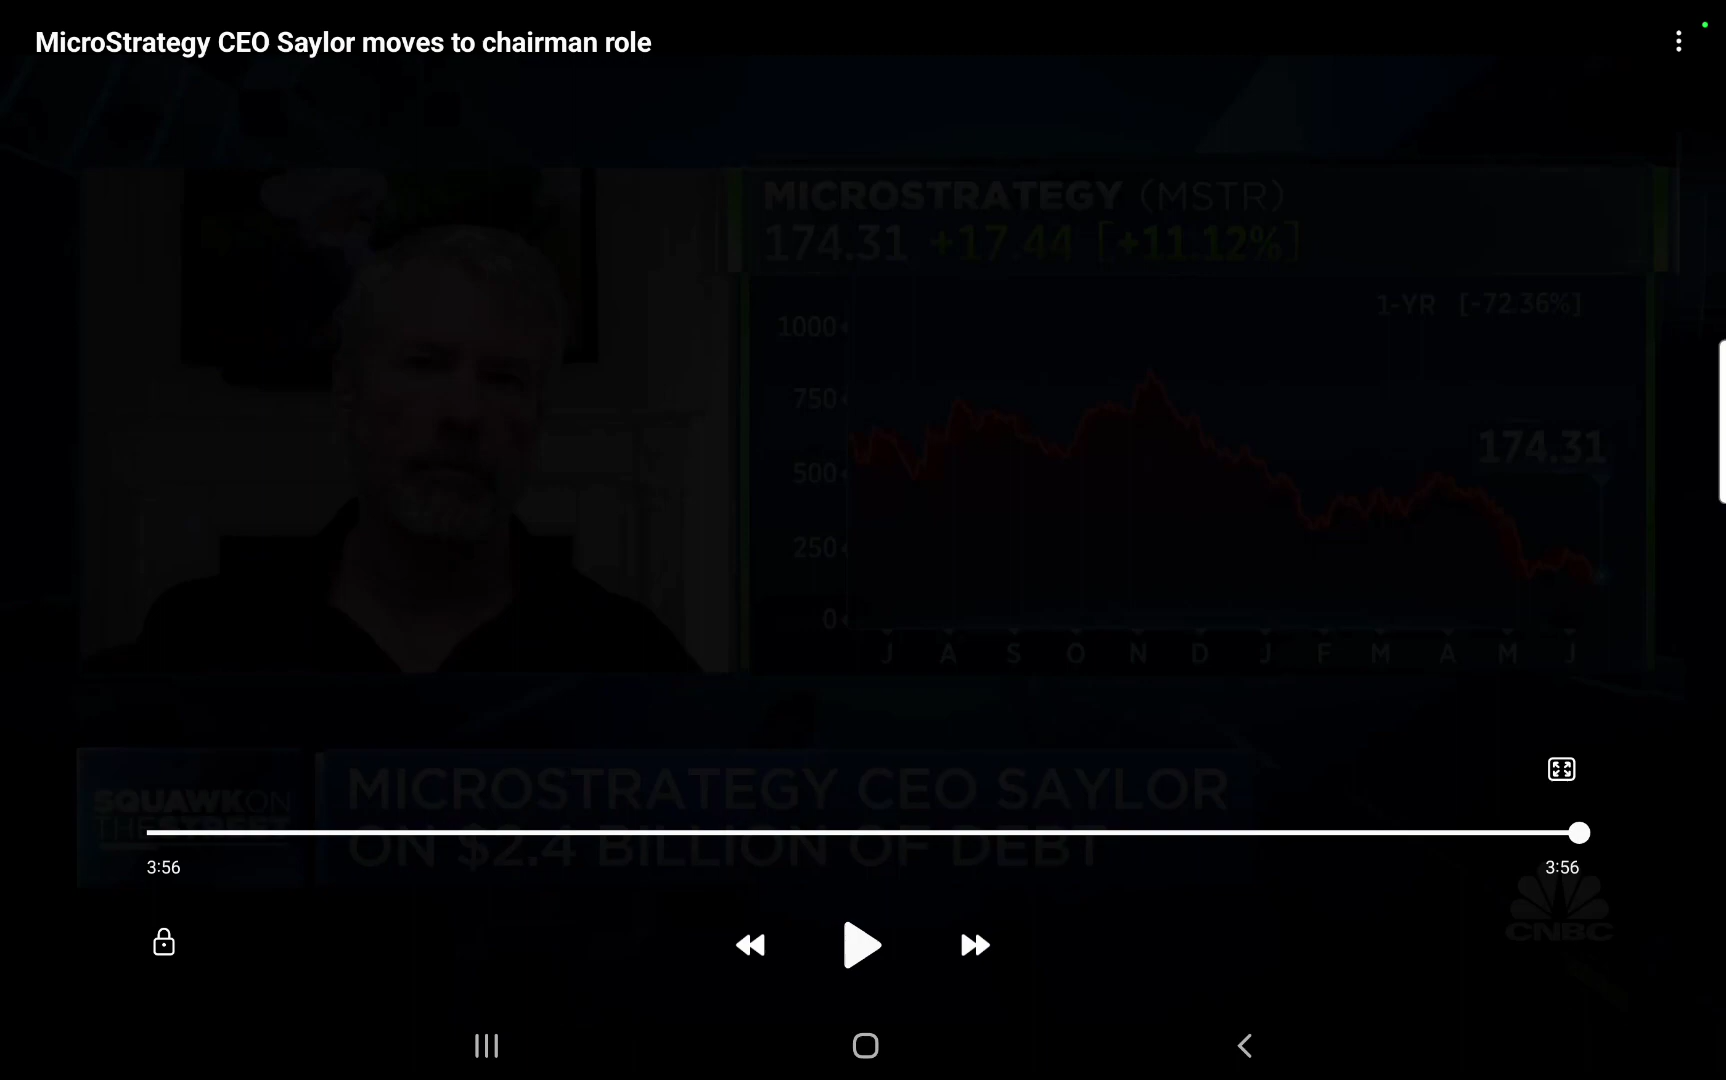 MicroStrategy CEO Saylor moves to chairman role
MICROSTRATEGY (MSTR)
174.31 +17.44 [+11.12%]
1-YR [-72.36%]
1000
750
174.31
500
250
0
J A S O N D J F M A M J
SQUAWKON
THESTREET
MICROSTRATEGY CEO SAYLOR
ON $2.4 BILLION OF DEBT
3:56
3:56
CNBC